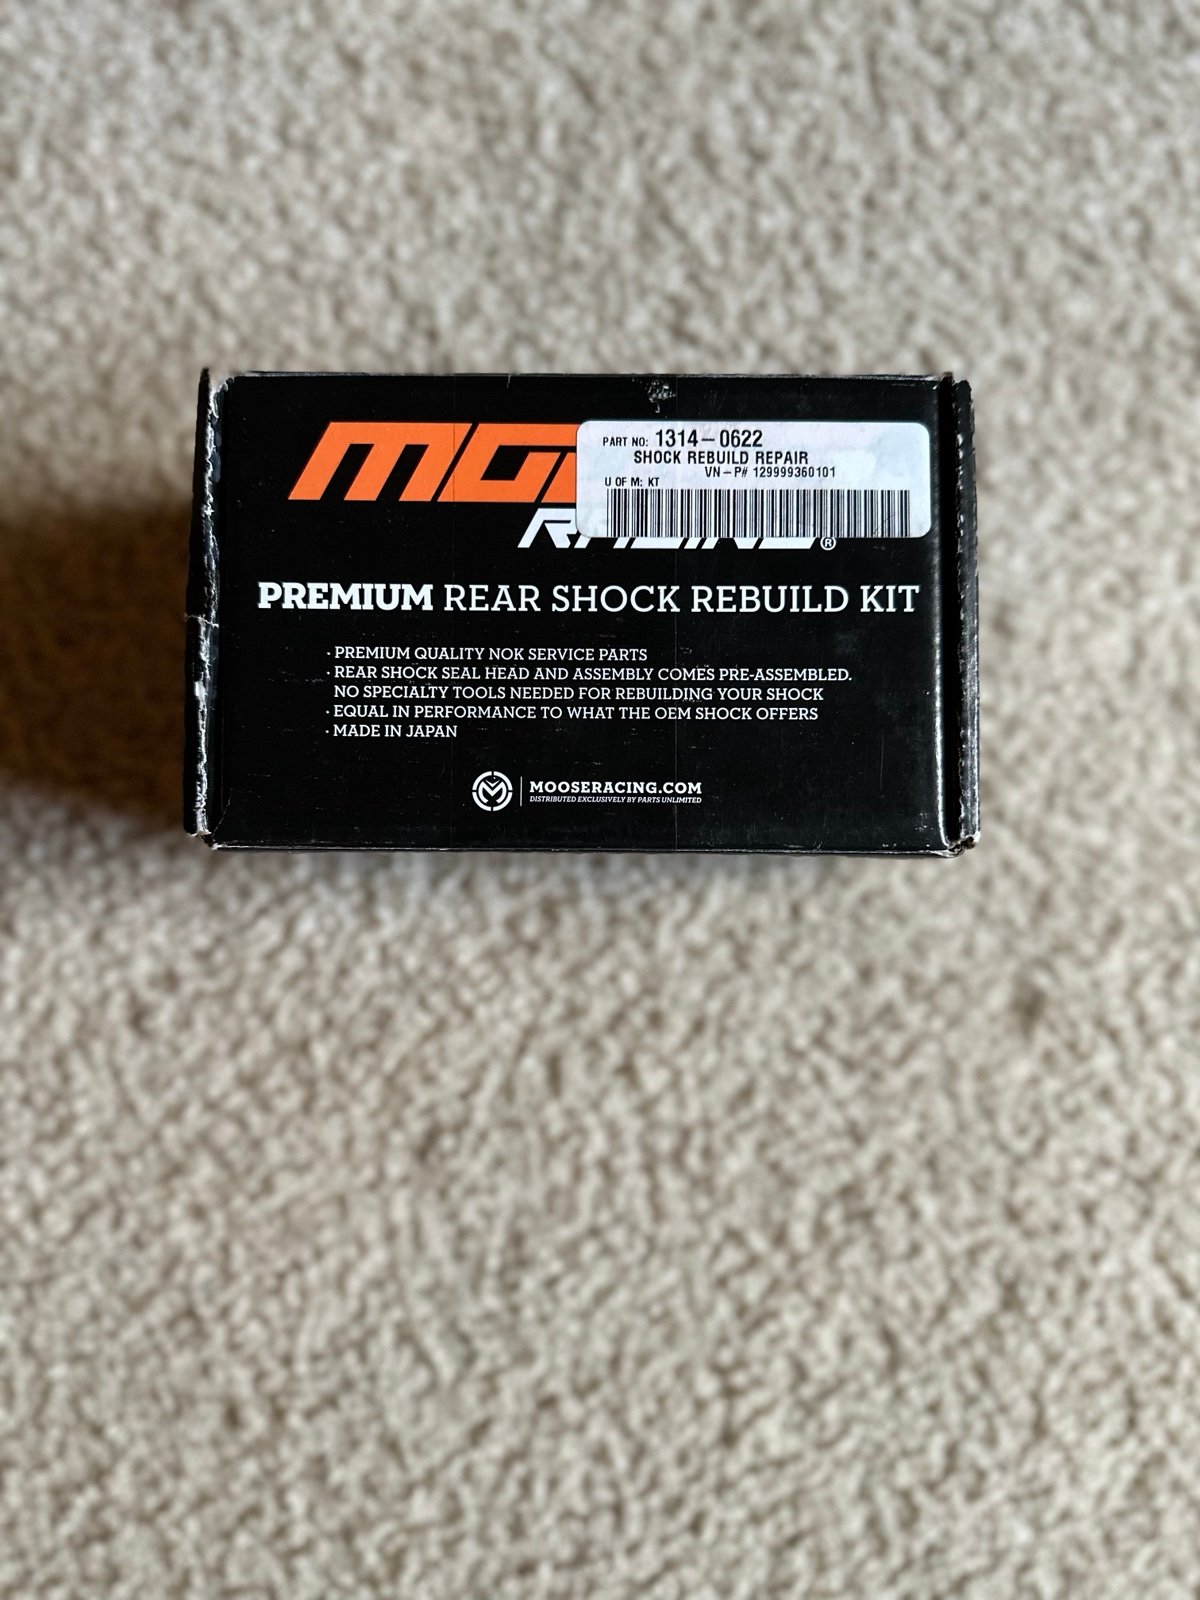 PART NO: 1314-0622
SHOCK REBUILD REPAIR
VN-P# 129999360101
U OF M: KT
®
PREMIUM REAR SHOCK REBUILD KIT
· PREMIUM QUALITY NOK SERVICE PARTS
· REAR SHOCK SEAL HEAD AND ASSEMBLY COMES PRE-ASSEMBLED.
NO SPECIALTY TOOLS NEEDED FOR REBUILDING YOUR SHOCK
· EQUAL IN PERFORMANCE TO WHAT THE OEM SHOCK OFFERS
· MADE IN JAPAN
MOOSERACING.COM
DISTRIBUTED EXCLUSIVELY BY PARTS UNLIMITED